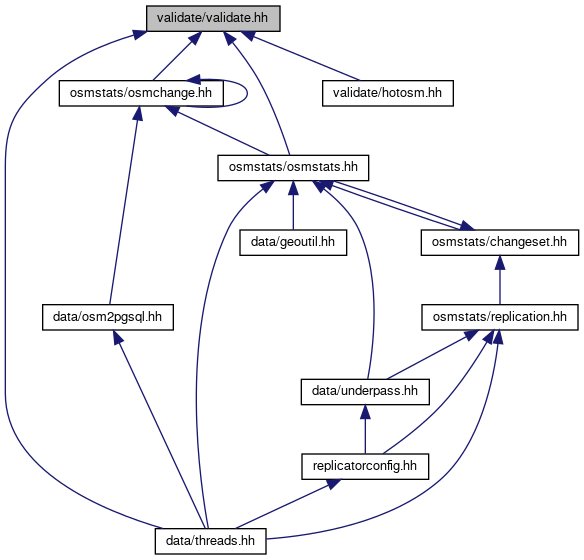 validate/validate.hh
osmstats/osmchange.hh
validate/hotosm.hh
osmstats/osmstats.hh
data/geoutil.hh
osmstats/changeset.hh
data/osm2pgsql.hh
osmstats/replication.hh
data/underpass.hh
replicatorconfig.hh
data/threads.hh